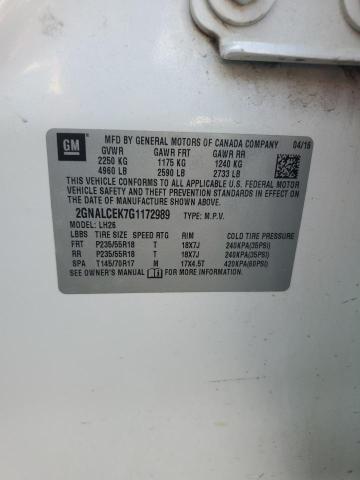 GM
MFD BY GENERAL MOTORS OF CANADA COMPANY 04/16
GVWR GAWR FRT GAWR RR
2250 KG 1175 KG 1240 KG
4960 LB 2590 LB 2733 LB
THIS VEHICLE CONFORMS TO ALL APPLICABLE U.S. FEDERAL MOTOR
VEHICLE SAFETY, BUMPER, AND THEFT PREVENTION STANDARDS
IN EFFECT ON THE DATE OF MANUFACTURE SHOWN ABOVE.
2GNALCEK7G1172989 TYPE: M.P.V.
MODEL: LH26
LBBS TIRE SIZE SPEED RTG RIM COLD TIRE PRESSURE
FRT P235/55R18 T 18X7J 240KPA(35PSI)
RR P235/55R18 T 18X7J 240KPA(35PSI)
SPA T145/70R17 M 17X4.5T 420KPA(60PSI)
SEE OWNER'S MANUAL FOR ADDITIONAL INFORMATION.